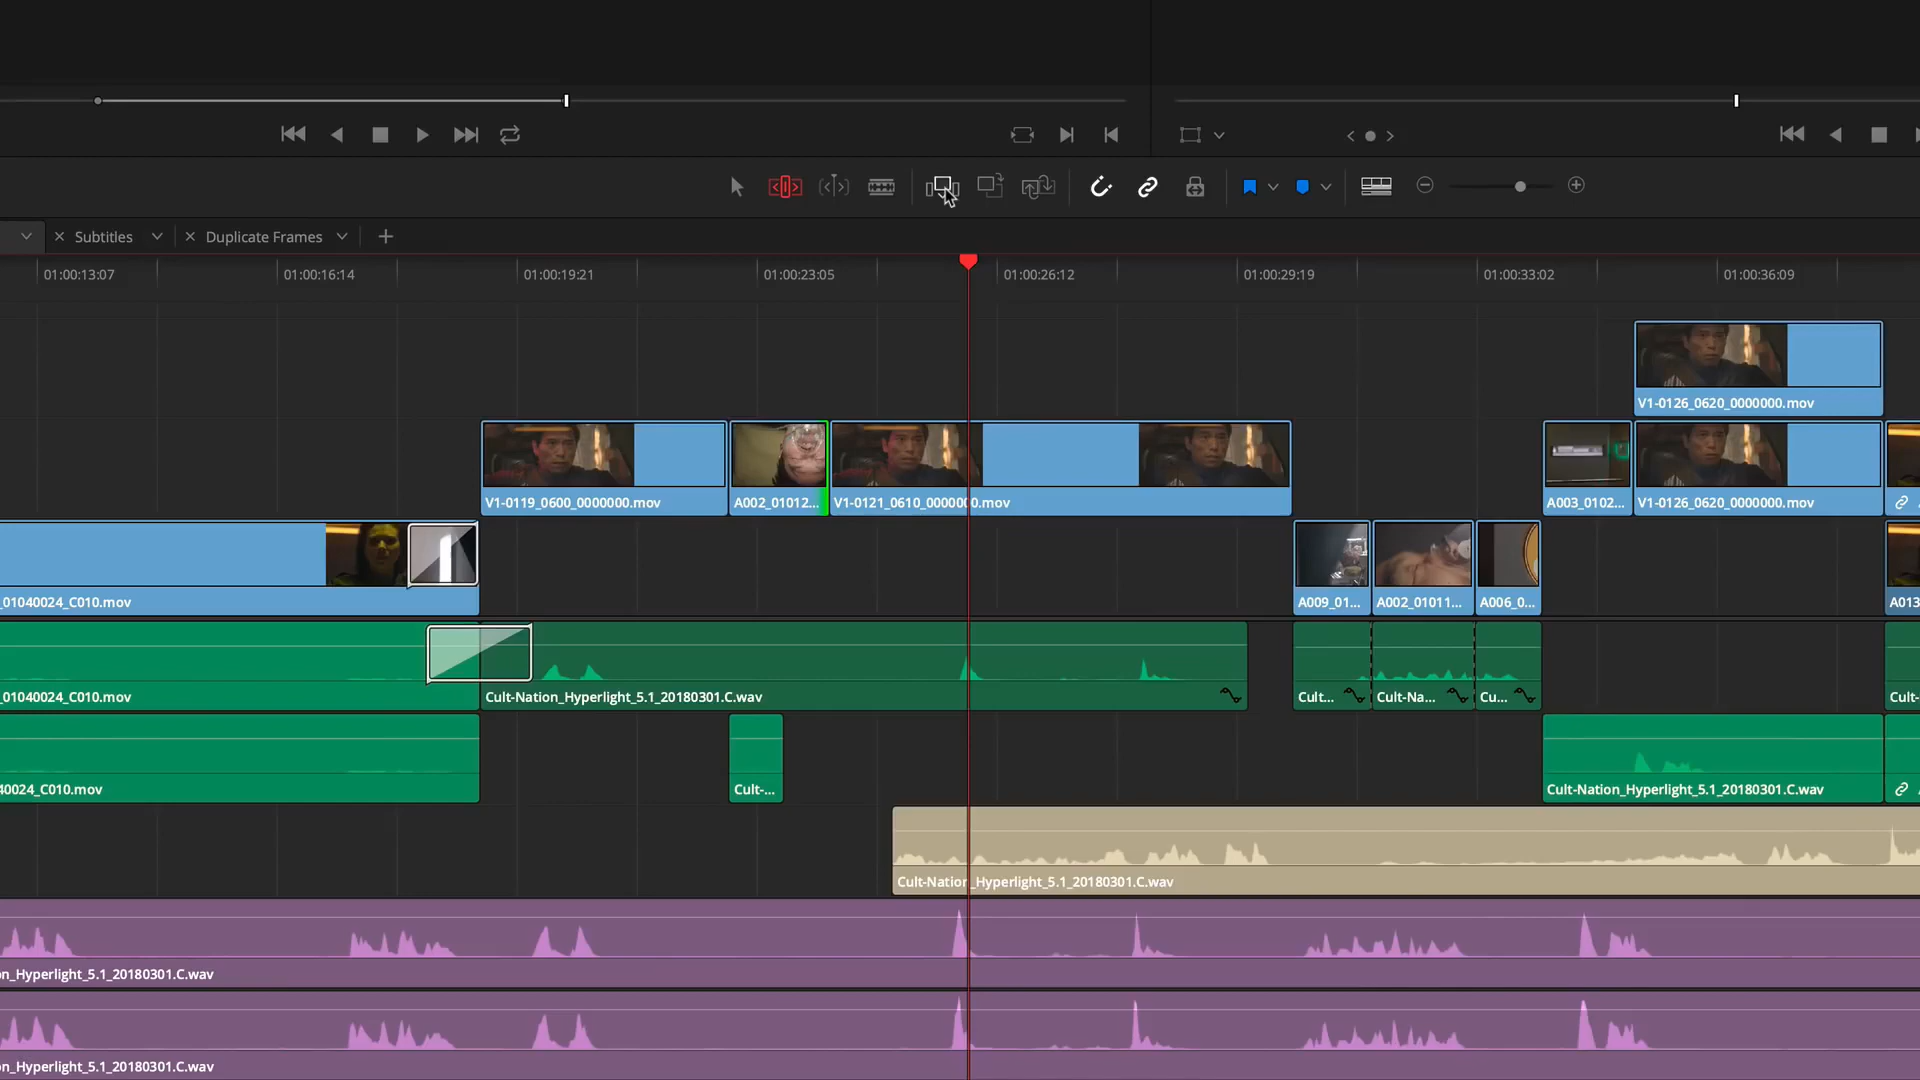 Subtitles
Duplicate Frames
01:00:13:07
01:00:16:14
01:00:19:21
01:00:23:05
01:00:26:12
01:00:29:19
01:00:33:02
01:00:36:09
V1-0126_0620_0000000.mov
V1-0119_0600_0000000.mov
A002_01012...
V1-0121_0610_0000000.mov
A003_0102...
V1-0126_0620_0000000.mov
_01040024_C010.mov
A009_01...
A002_01011...
A006_0...
A013
_01040024_C010.mov
Cult-Nation_Hyperlight_5.1_20180301.C.wav
Cult...
Cult-Na...
Cu...
Cult-
40024_C010.mov
Cult-...
Cult-Nation_Hyperlight_5.1_20180301.C.wav
Cult-Nation_Hyperlight_5.1_20180301.C.wav
n_Hyperlight_5.1_20180301.C.wav
n_Hyperlight_5.1_20180301.C.wav